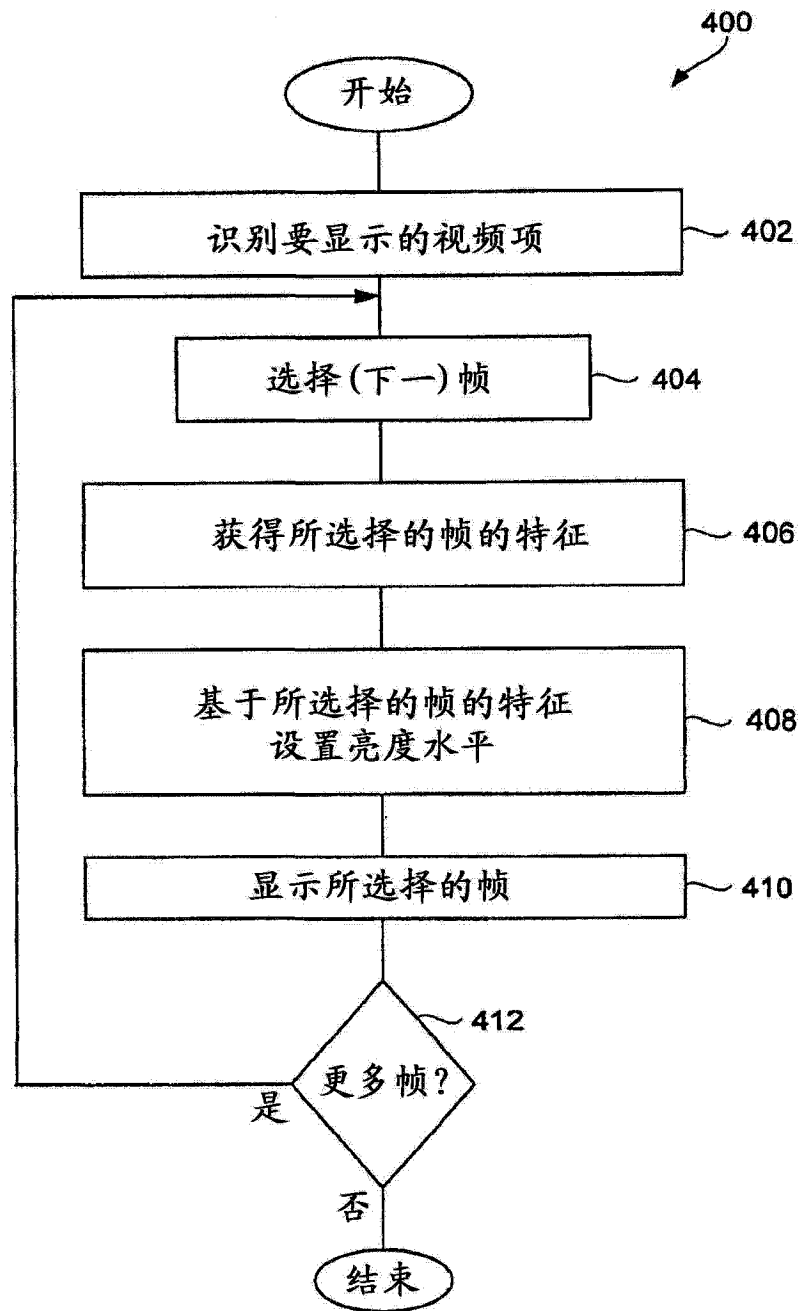 400
开始
识别要显示的视频项
402
选择(下一)帧
404
获得所选择的帧的特征
406
基于所选择的帧的特征
设置亮度水平
408
显示所选择的帧
410
412
更多帧?
是
否
结束